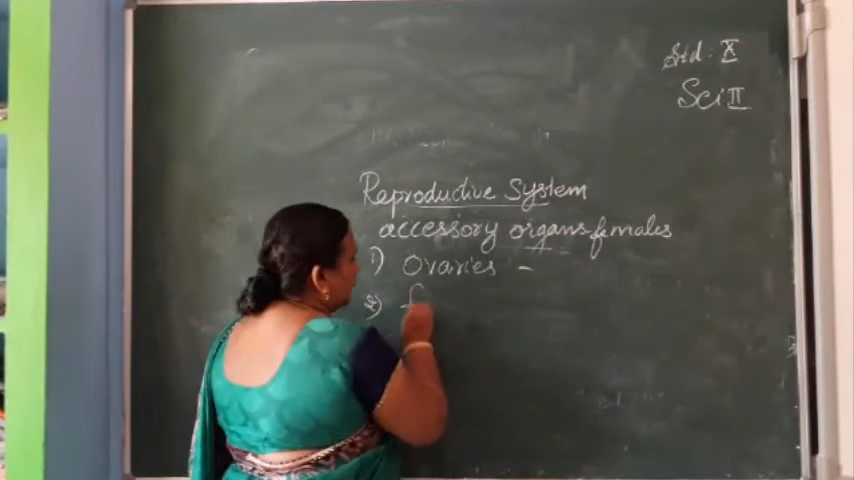 Std: X
Sci II
Reproductive System
accessory organs females
1) Ovaries -
2) f